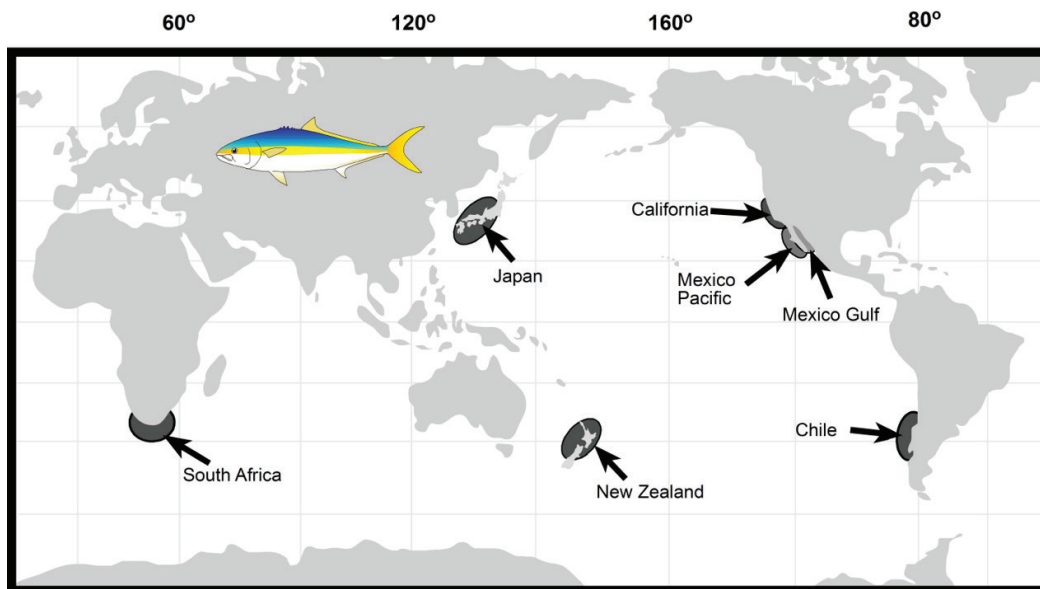 60º
120º
160º
80º
California
Japan
Mexico
Pacific
Mexico Gulf
Chile
South Africa
New Zealand